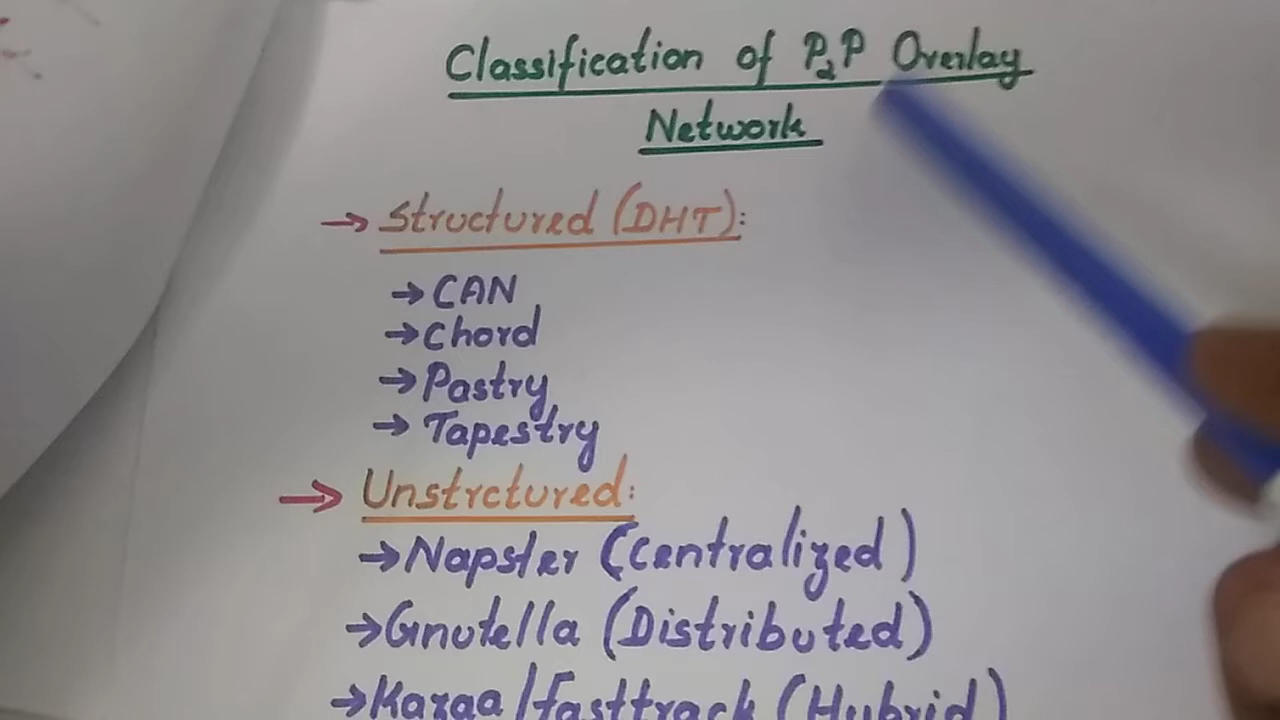 Classification of P2P Overlay
Network
→ Structured (DHT):
→ CAN
→ Chord
→ Pastry
→ Tapestry
→ Unstrctured:
→ Napster (Centralized)
→ Gnutella (Distributed)
→ Kazaa/fasttrack (Hybrid)